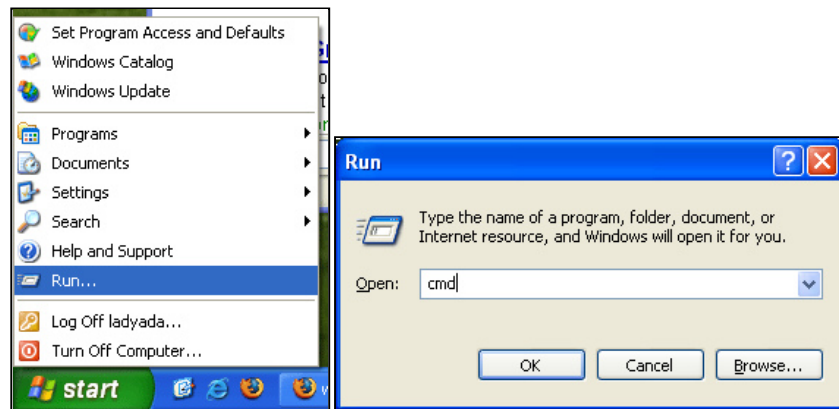 Set Program Access and Defaults
Windows Catalog
Windows Update
Programs
Documents
Settings
Search
Help and Support
Run...
Log Off ladyada...
Turn Off Computer...
start
Run
Type the name of a program, folder, document, or
Internet resource, and Windows will open it for you.
Open:
cmd
OK
Cancel
Browse...